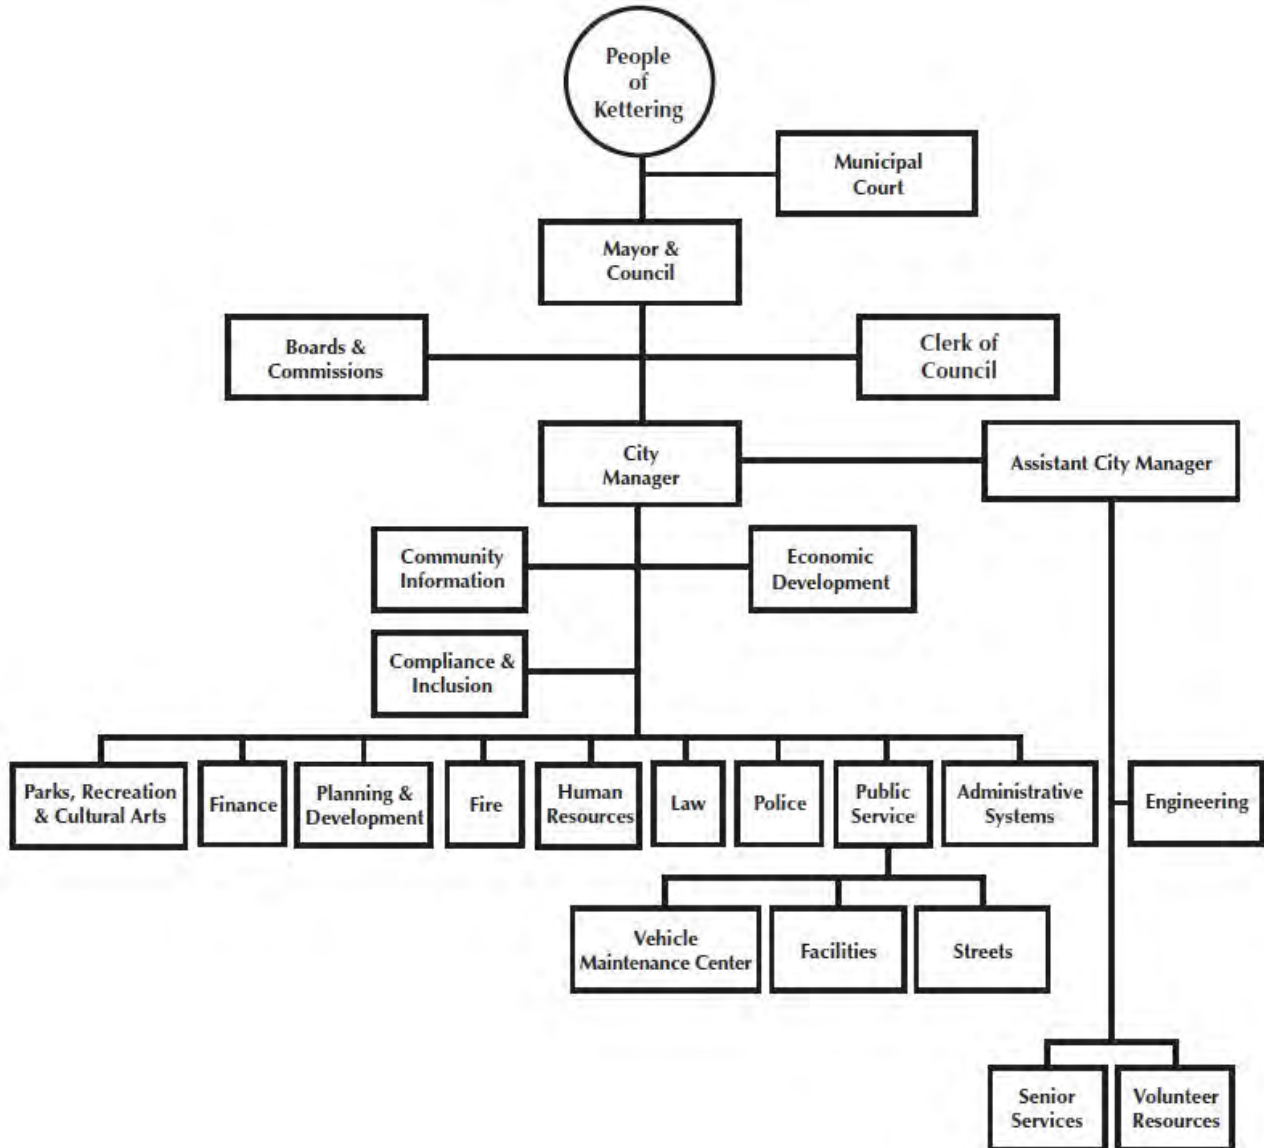 People
of
Kettering
Municipal
Court
Mayor &
Council
Boards &
Commissions
Clerk of
Council
City
Manager
Assistant City Manager
Community
Information
Economic
Development
Compliance &
Inclusion
Parks, Recreation
& Cultural Arts
Finance
Planning &
Development
Fire
Human
Resources
Law
Police
Public
Service
Administrative
Systems
Engineering
Vehicle
Maintenance Center
Facilities
Streets
Senior
Services
Volunteer
Resources